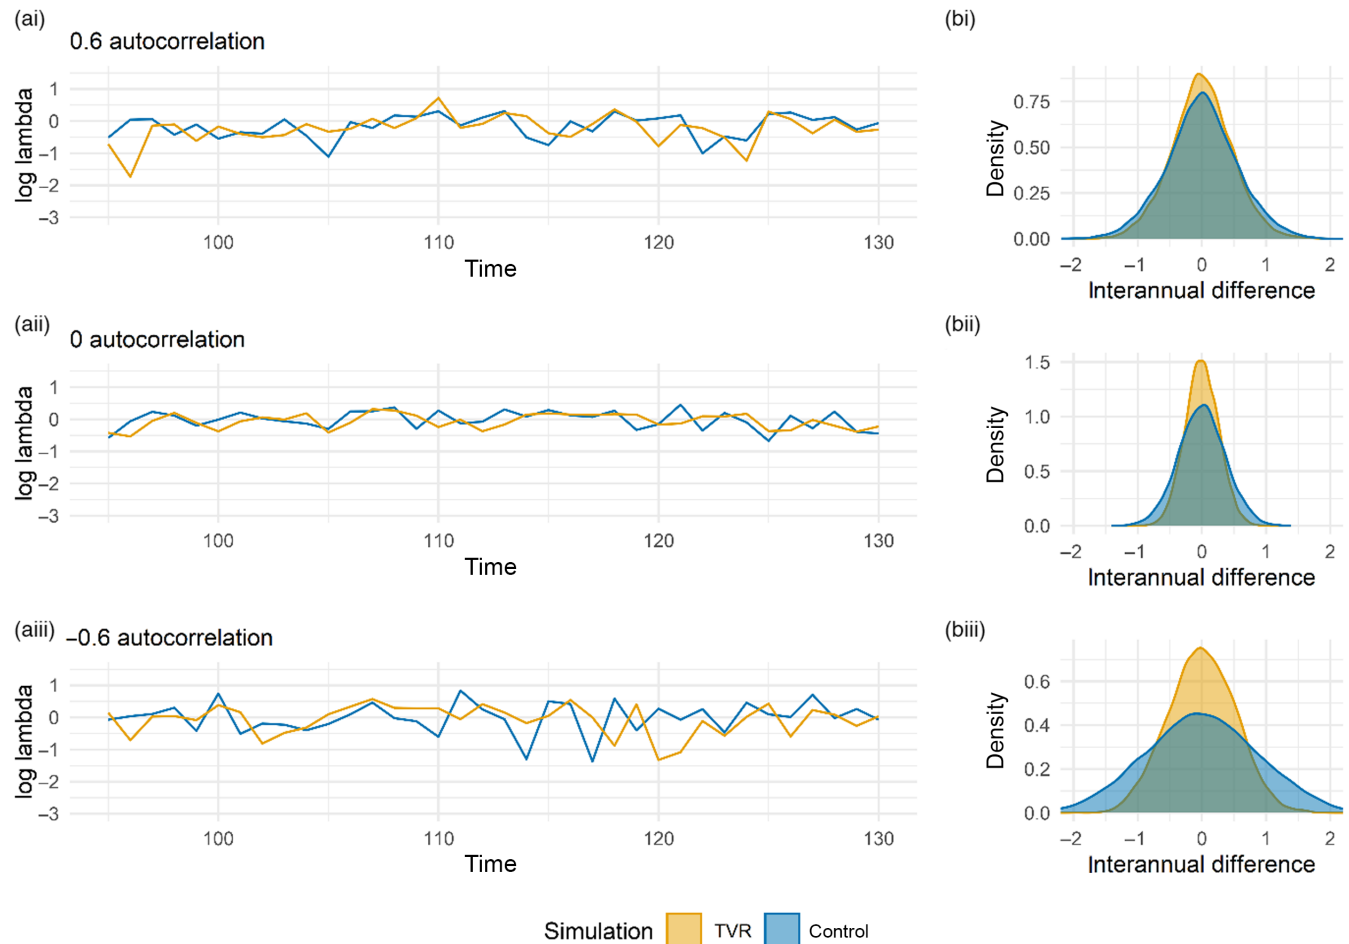 (ai)
0.6 autocorrelation
log lambda
1
0
−1
−2
−3
100
110
120
130
Time
(bi)
Density
0.75
0.50
0.25
0.00
−2
−1
0
1
2
Interannual difference
(aii)
0 autocorrelation
log lambda
1
0
−1
−2
−3
100
110
120
130
Time
(bii)
Density
1.5
1.0
0.5
0.0
−2
−1
0
1
2
Interannual difference
(aiii)
−0.6 autocorrelation
log lambda
1
0
−1
−2
−3
100
110
120
130
Time
(biii)
Density
0.6
0.4
0.2
0.0
−2
−1
0
1
2
Interannual difference
Simulation TVR Control